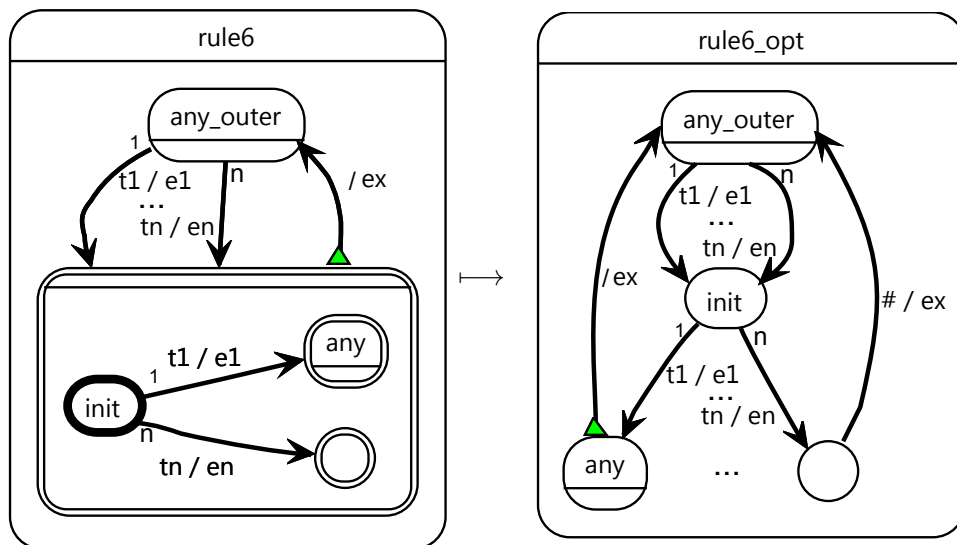 rule6
any_outer
1
n
t1 / e1
...
tn / en
/ ex
any
t1 / e1
1
init
n
tn / en
rule6_opt
any_outer
1
n
t1 / e1
...
tn / en
/ex
init
# / ex
1
n
t1 / e1
...
tn / en
any
...